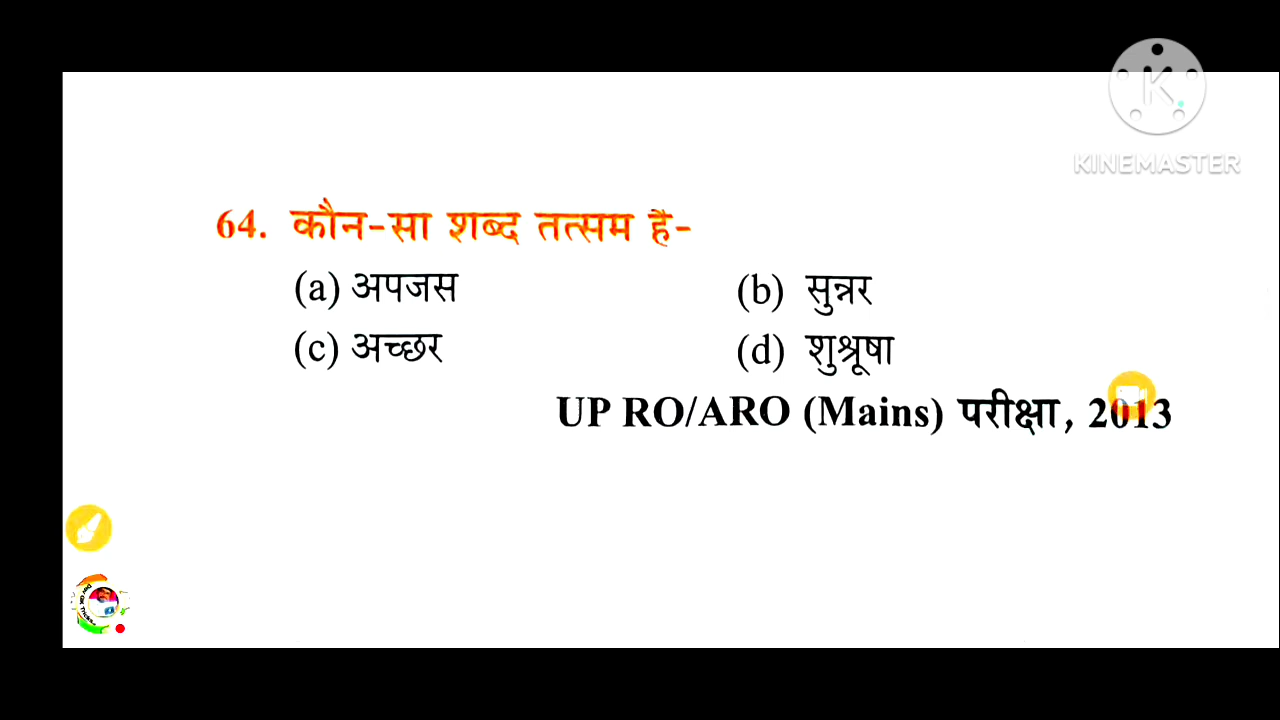 KINEMASTER
64. कौन-सा शब्द तत्सम है-
(a) अपजस (b) सुन्नर
(c) अच्छर (d) शुश्रूषा
UP RO/ARO (Mains) परीक्षा, 2013